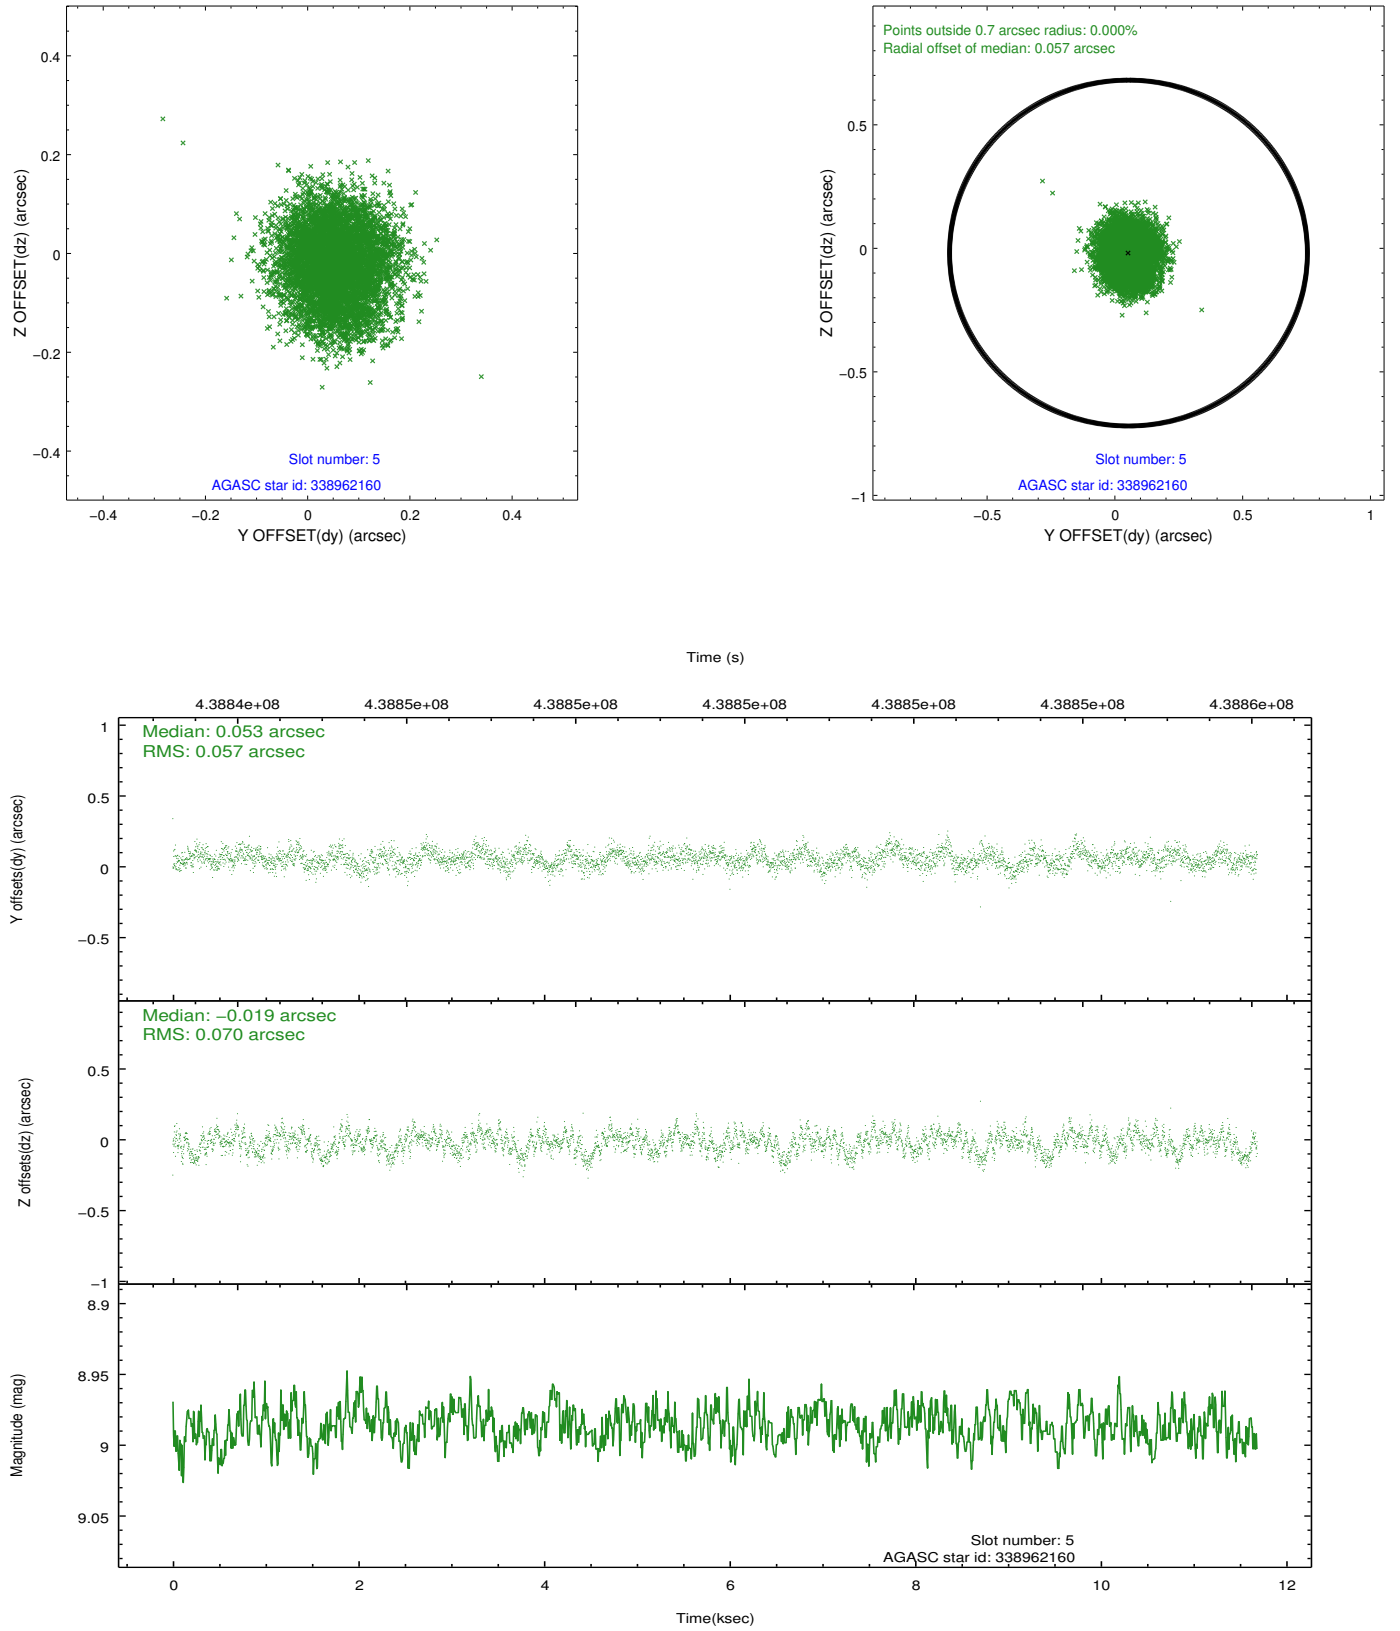 0.4
0.2
0
−0.2
−0.4
Z OFFSET(dz) (arcsec)
Slot number: 5
AGASC star id: 338962160
−0.4 −0.2 0 0.2 0.4
Y OFFSET(dy) (arcsec)
Points outside 0.7 arcsec radius: 0.000%
Radial offset of median: 0.057 arcsec
0.5
0
−0.5
−1
Z OFFSET(dz) (arcsec)
Slot number: 5
AGASC star id: 338962160
−0.5 0 0.5 1
Y OFFSET(dy) (arcsec)
Time (s)
4.3884e+08 4.3885e+08 4.3885e+08 4.3885e+08 4.3885e+08 4.3885e+08 4.3886e+08
Median: 0.053 arcsec
RMS: 0.057 arcsec
1
0.5
0
−0.5
Y offsets(dy) (arcsec)
Median: −0.019 arcsec
RMS: 0.070 arcsec
0.5
0
−0.5
−1
Z offsets(dz) (arcsec)
8.9
8.95
9
9.05
Magnitude (mag)
Slot number: 5
AGASC star id: 338962160
0 2 4 6 8 10 12
Time(ksec)